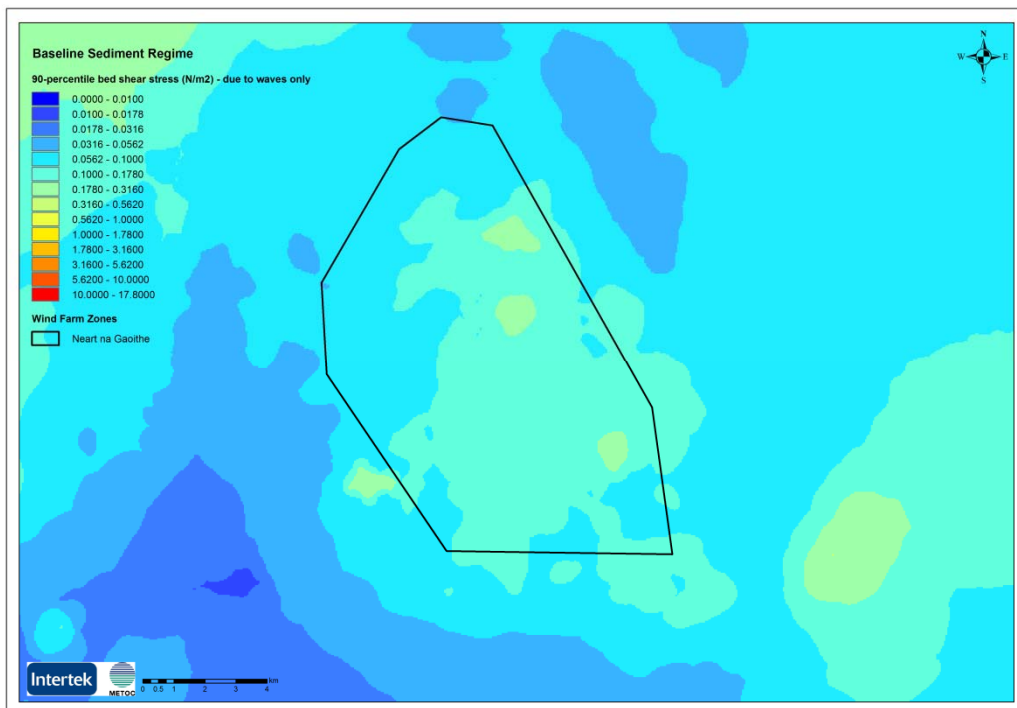 Baseline Sediment Regime
90-percentile bed shear stress (N/m2) - due to waves only
0.0000 - 0.0100
0.0100 - 0.0178
0.0178 - 0.0316
0.0316 - 0.0562
0.0562 - 0.1000
0.1000 - 0.1780
0.1780 - 0.3160
0.3160 - 0.5620
0.5620 - 1.0000
1.0000 - 1.7800
1.7800 - 3.1600
3.1600 - 5.6200
5.6200 - 10.0000
10.0000 - 17.8000
Wind Farm Zones
Neart na Gaoithe
N
W E
S
Intertek
METOC
0 0.5 1 2 3 4 km